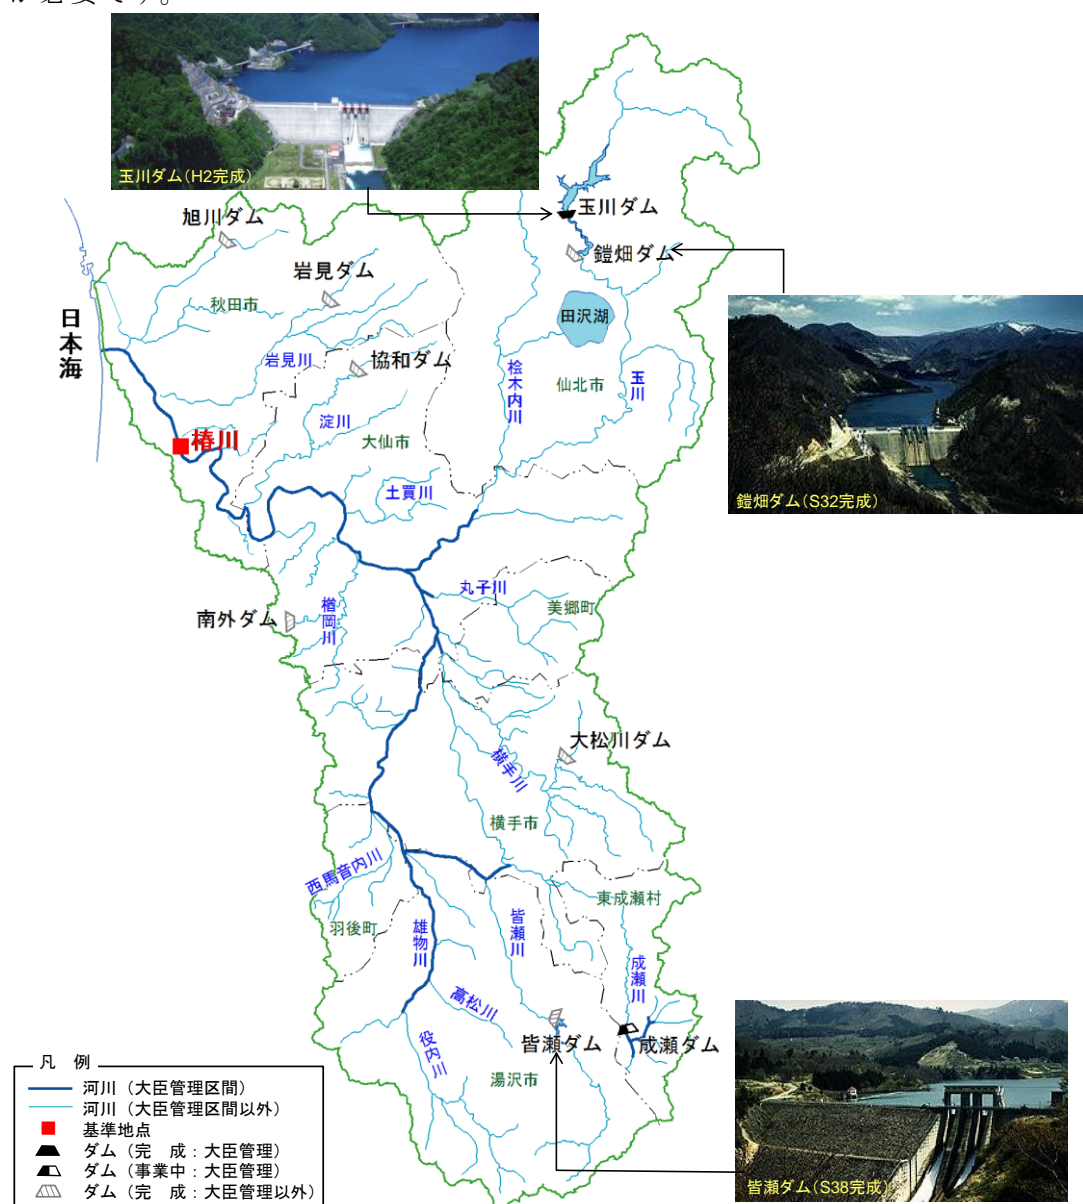 が必要です。
玉川ダム(H2完成)
旭川ダム
玉川ダム
鎧畑ダム
岩見ダム
秋田市
日本海
田沢湖
岩見川
協和ダム
桧木内川
仙北市
玉川
淀川
大仙市
椿川
土買川
鎧畑ダム(S32完成)
丸子川
美郷町
南外ダム
楢岡川
大松川ダム
横手川
横手市
西馬音内川
東成瀬村
羽後町
雄物川
皆瀬川
成瀬川
高松川
役内川
皆瀬ダム
成瀬ダム
湯沢市
皆瀬ダム(S38完成)
凡 例
河川(大臣管理区間)
河川(大臣管理区間以外)
基準地点
ダム(完 成:大臣管理)
ダム(事業中:大臣管理)
ダム(完 成:大臣管理以外)